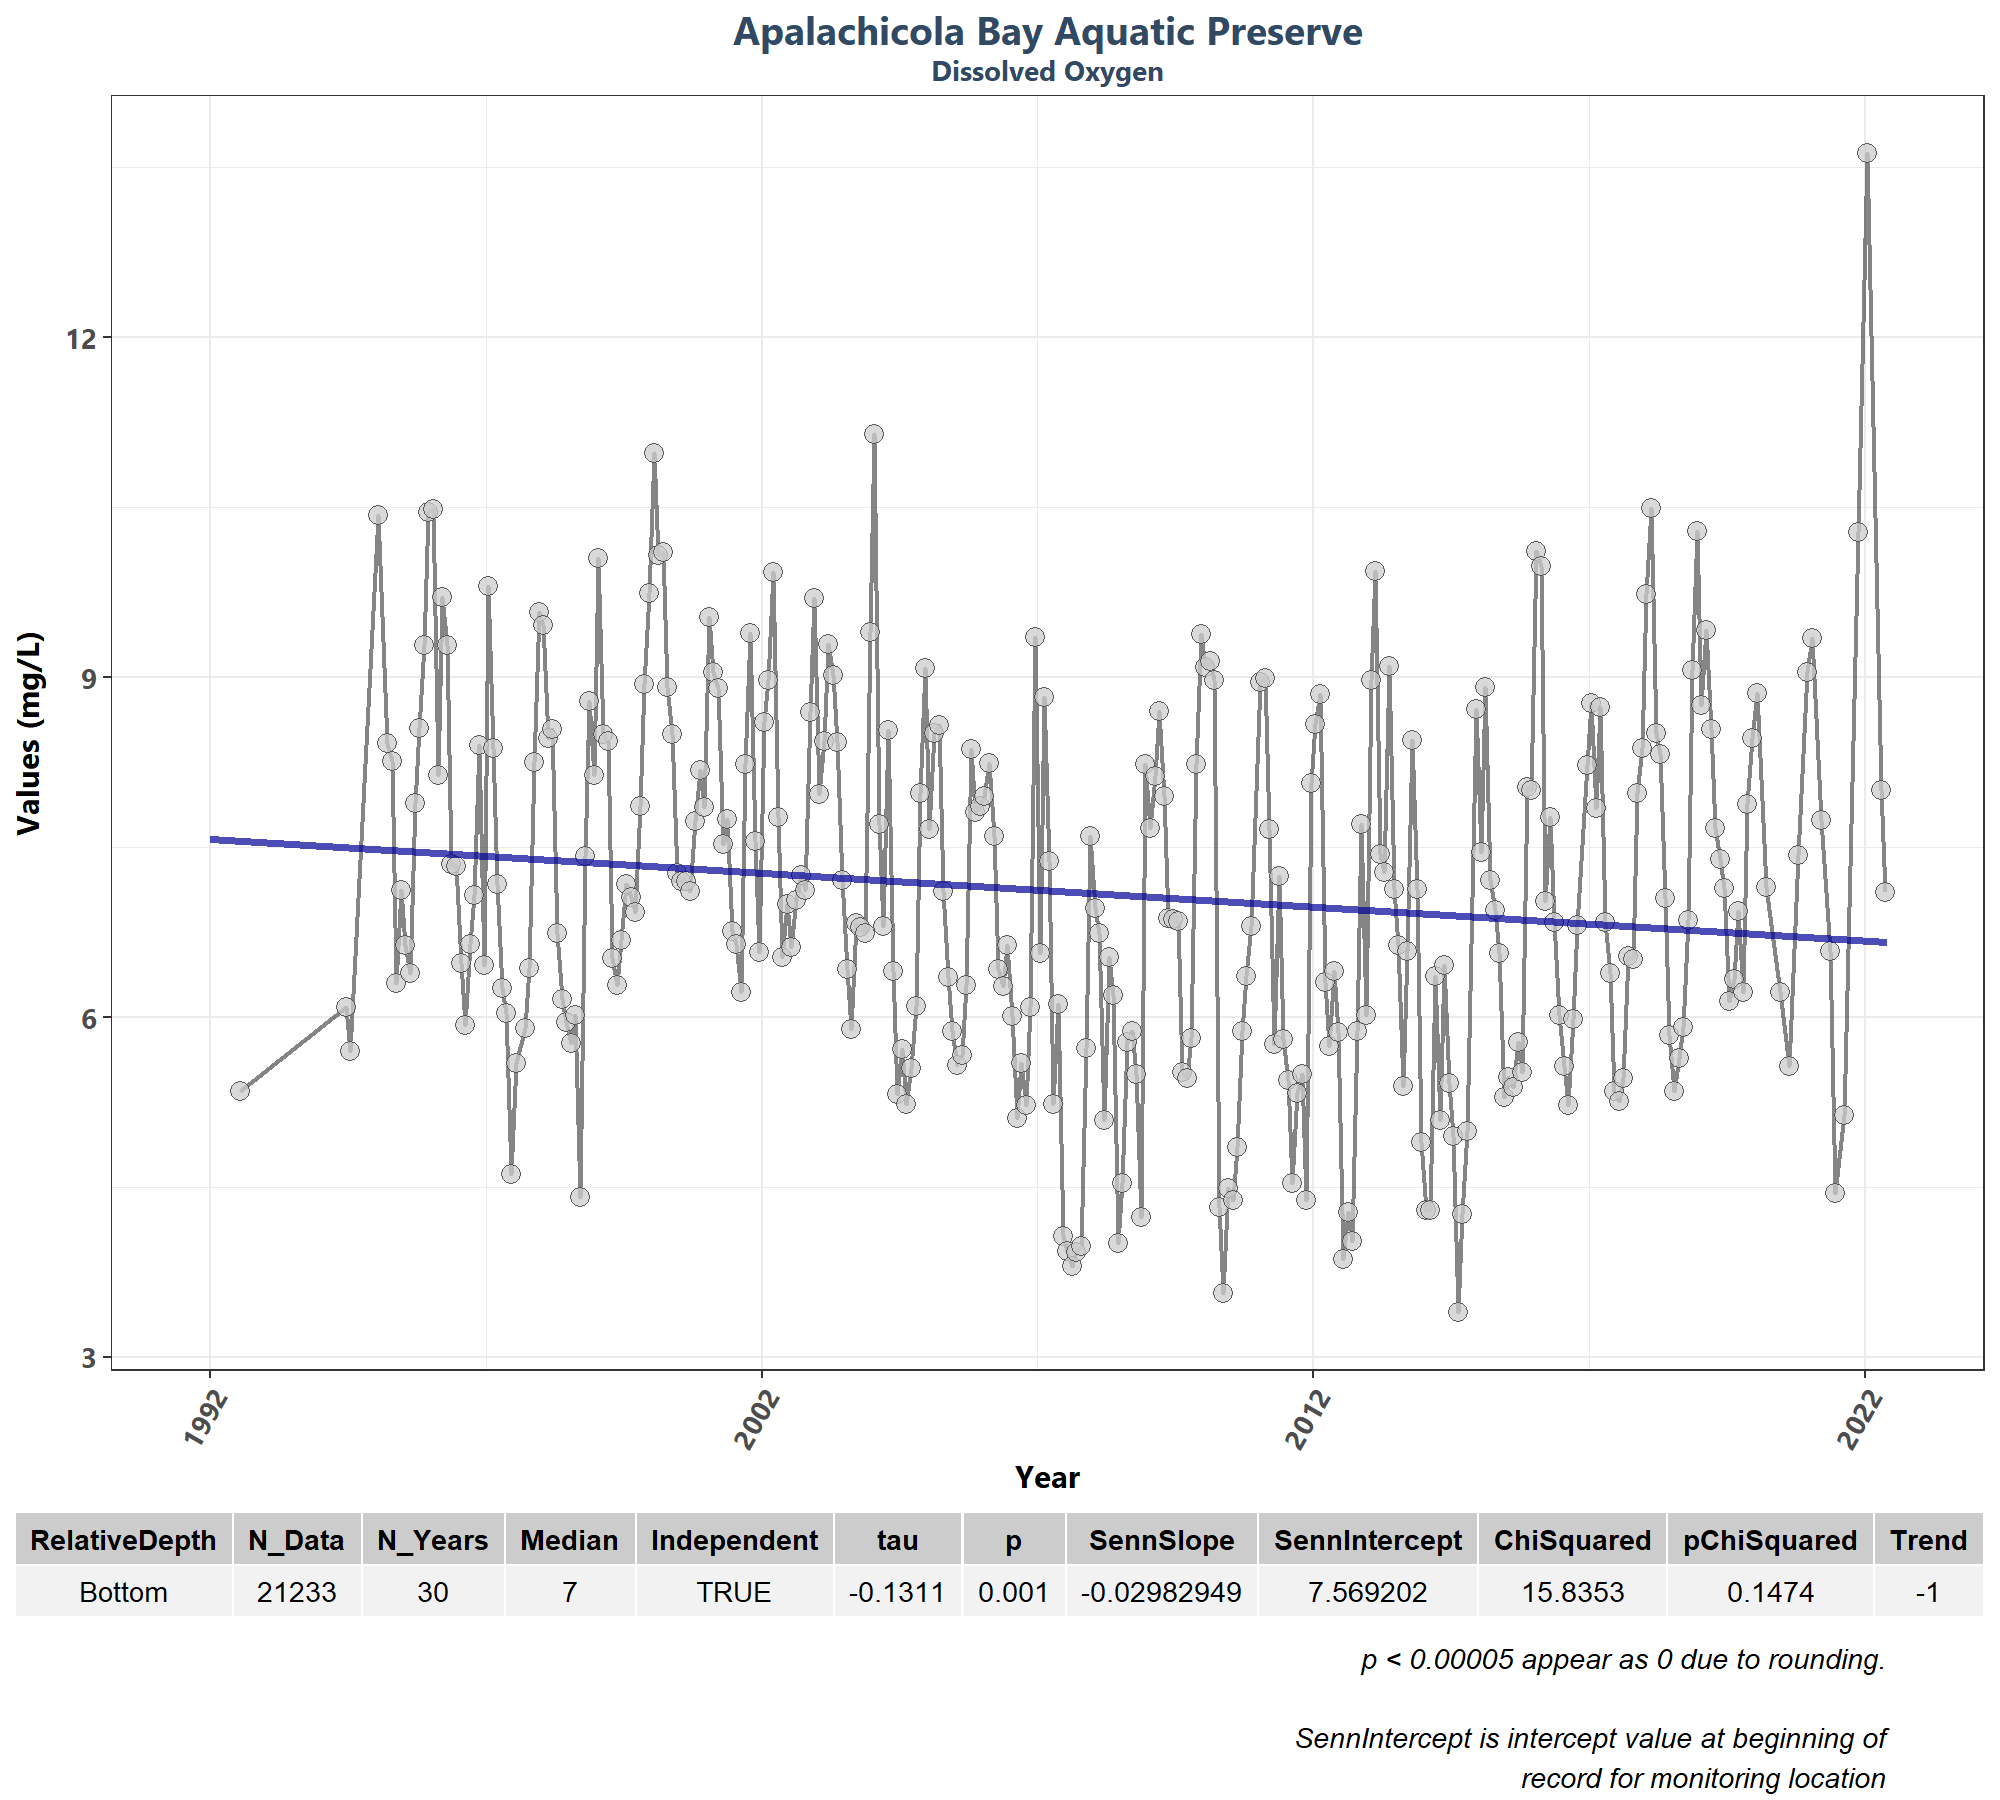 Apalachicola Bay Aquatic Preserve
Dissolved Oxygen
Values (mg/L)
12
9
6
3
1992 2002 2012 2022
Year
RelativeDepth N_Data N_Years Median Independent tau p SennSlope SennIntercept ChiSquared pChiSquared Trend
Bottom 21233 30 7 TRUE -0.1311 0.001 -0.02982949 7.569202 15.8353 0.1474 -1
p < 0.00005 appear as 0 due to rounding.
SennIntercept is intercept value at beginning of
record for monitoring location